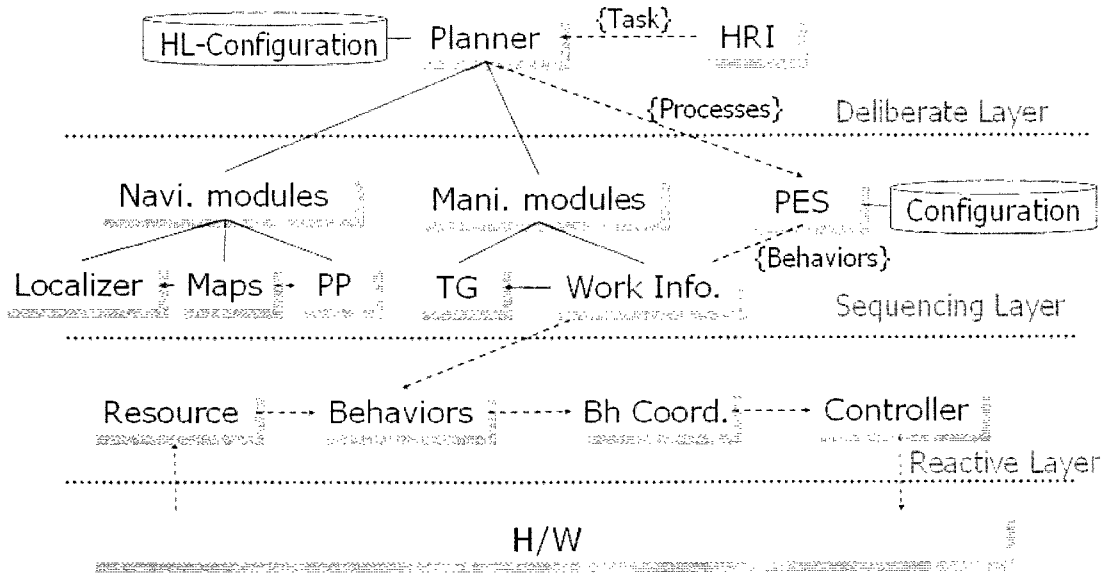 {Task}
HL-Configuration Planner HRI
{Processes} Deliberate Layer
Navi. modules Mani. modules PES Configuration
{Behaviors}
Localizer Maps PP TG Work Info.
Sequencing Layer
Resource Behaviors Bh Coord. Controller
Reactive Layer
H/W